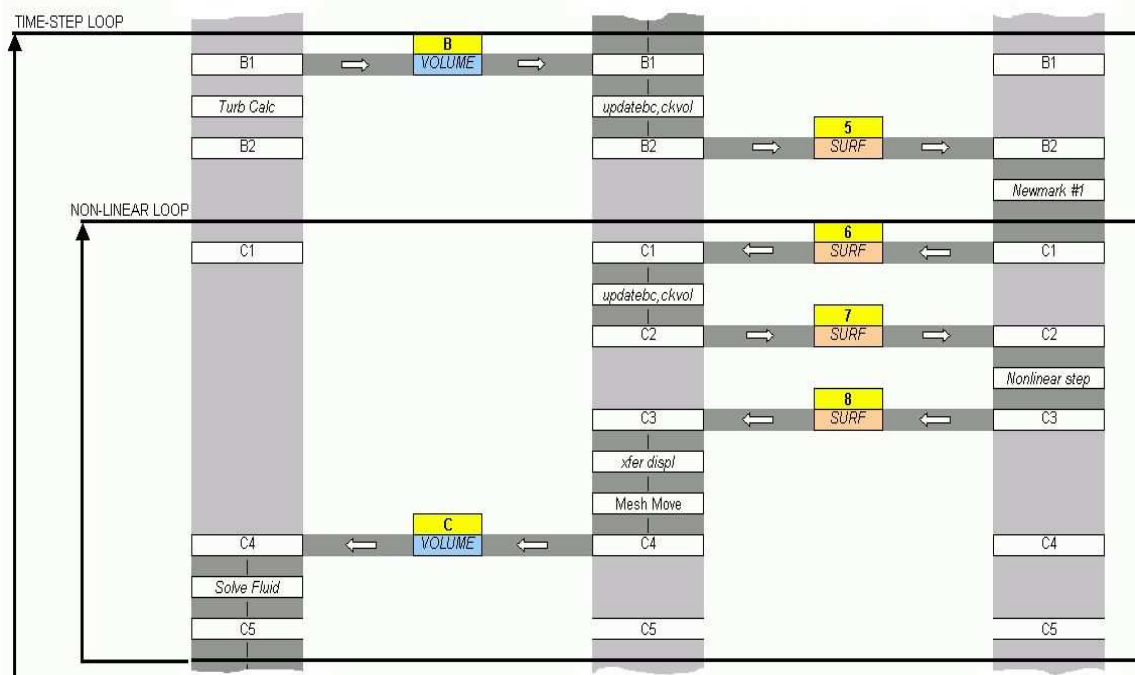 TIME-STEP LOOP
B
B1 VOLUME B1 B1
Turb Calc updatebc,ckvol
5
B2 B2 SURF B2
Newmark #1
NON-LINEAR LOOP
6
C1 C1 SURF C1
updatebc,ckvol
7
C2 SURF C2
Nonlinear step
8
C3 SURF C3
xfer displ
Mesh Move
C
C4 VOLUME C4 C4
Solve Fluid
C5 C5 C5